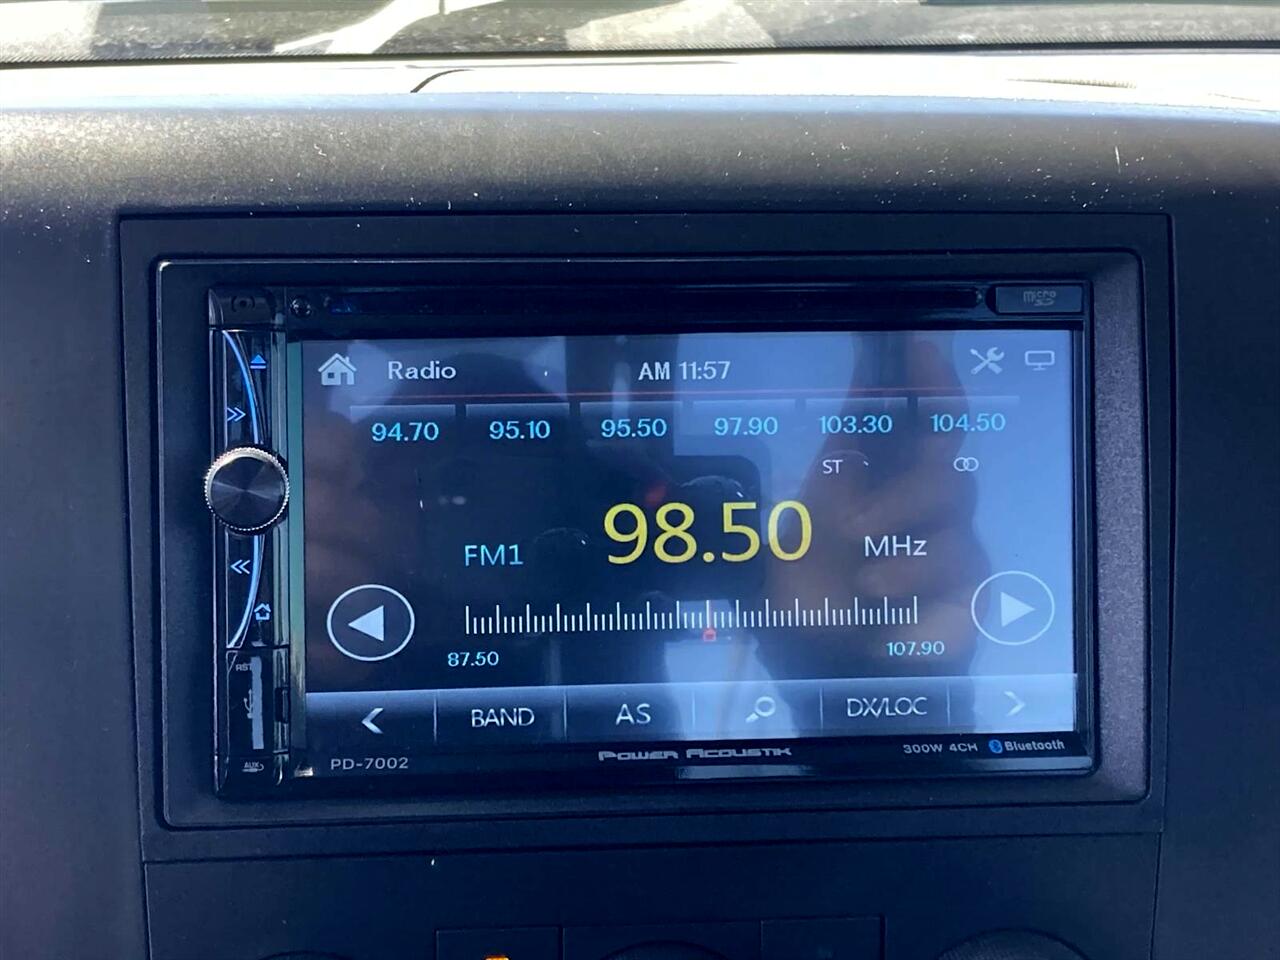 micro SD
Radio AM 11:57
94.70 95.10 95.50 97.90 103.30 104.50
ST
FM1 98.50 MHz
87.50 107.90
RST
BAND AS DX/LOC
AUX
PD-7002 POWER ACOUSTIK 300W 4CH Bluetooth